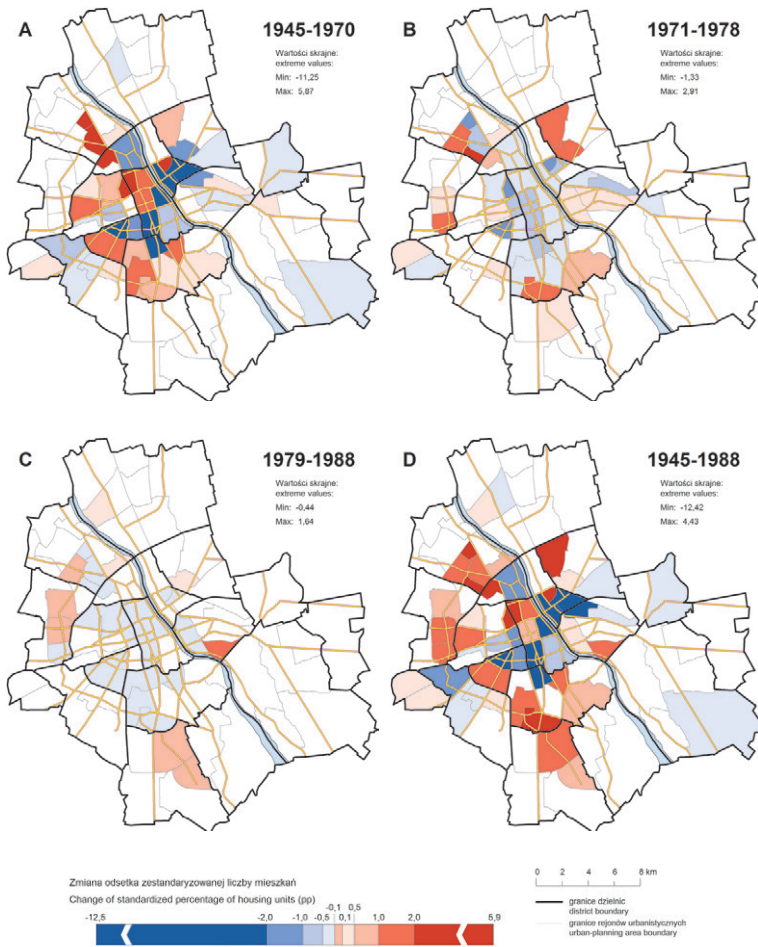 A
1945-1970
Wartości skrajne:
extreme values:
Min: -11,25
Max: 5,87
B
1971-1978
Wartości skrajne:
extreme values:
Min: -1,33
Max: 2,91
C
1979-1988
Wartości skrajne:
extreme values:
Min: -0,44
Max: 1,64
D
1945-1988
Wartości skrajne:
extreme values:
Min: -12,42
Max: 4,43
Zmiana odsetka zestandaryzowanej liczby mieszkań
Change of standardized percentage of housing units (pp)
-12,5 -2,0 -1,0 -0,5 -0,1 0,1 0,5 1,0 2,0 5,9
0 2 4 6 8 km
granice dzielnic
district boundary
granice rejonów urbanistycznych
urban-planning area boundary